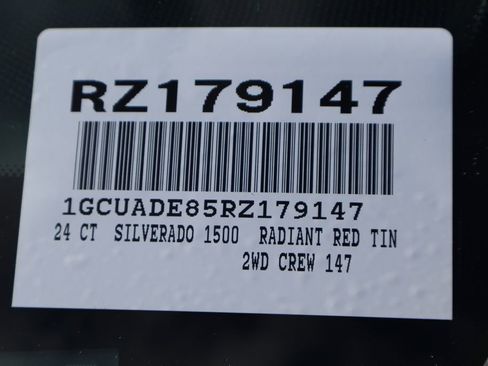 RZ179147
1GCUADE85RZ179147
24 CT SILVERADO 1500 RADIANT RED TIN
2WD CREW 147